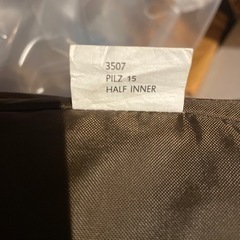 3507
PILZ 15
HALF INNER